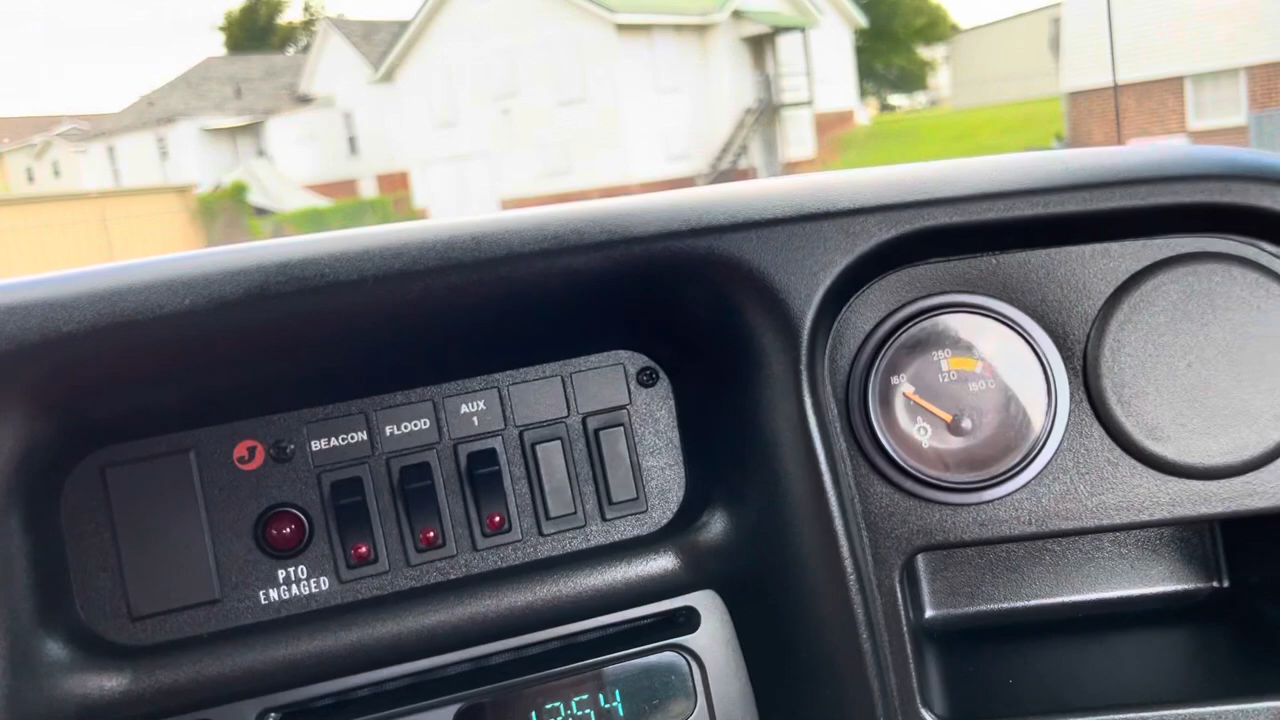 BEACON
FLOOD
AUX
1
J
PTO
ENGAGED
12:54
160
250
120
150 C